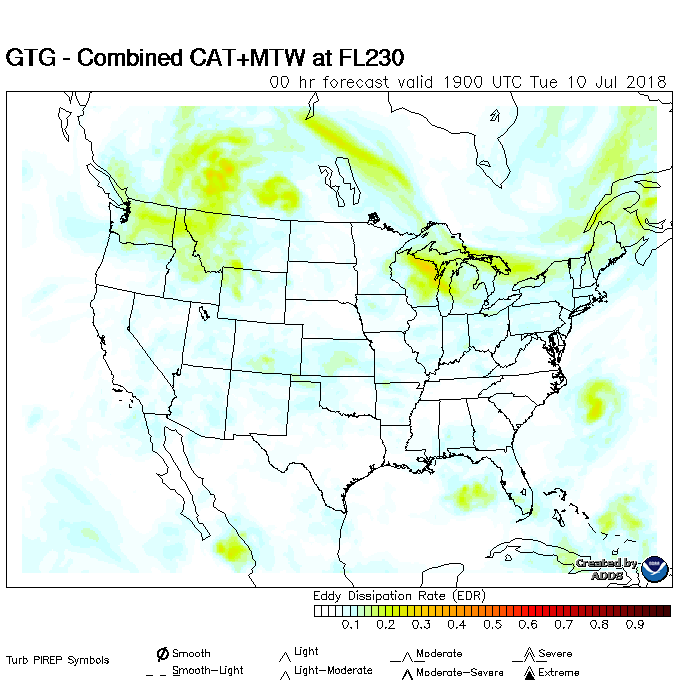 GTG - Combined CAT+MTW at FL230
00 hr forecast valid 1900 UTC Tue 10 Jul 2018
Created by
ADDS
Eddy Dissipation Rate (EDR)
0.1 0.2 0.3 0.4 0.5 0.6 0.7 0.8 0.9
Turb PIREP Symbols
Smooth Light Moderate Severe
Smooth-Light Light-Moderate Moderate-Severe Extreme